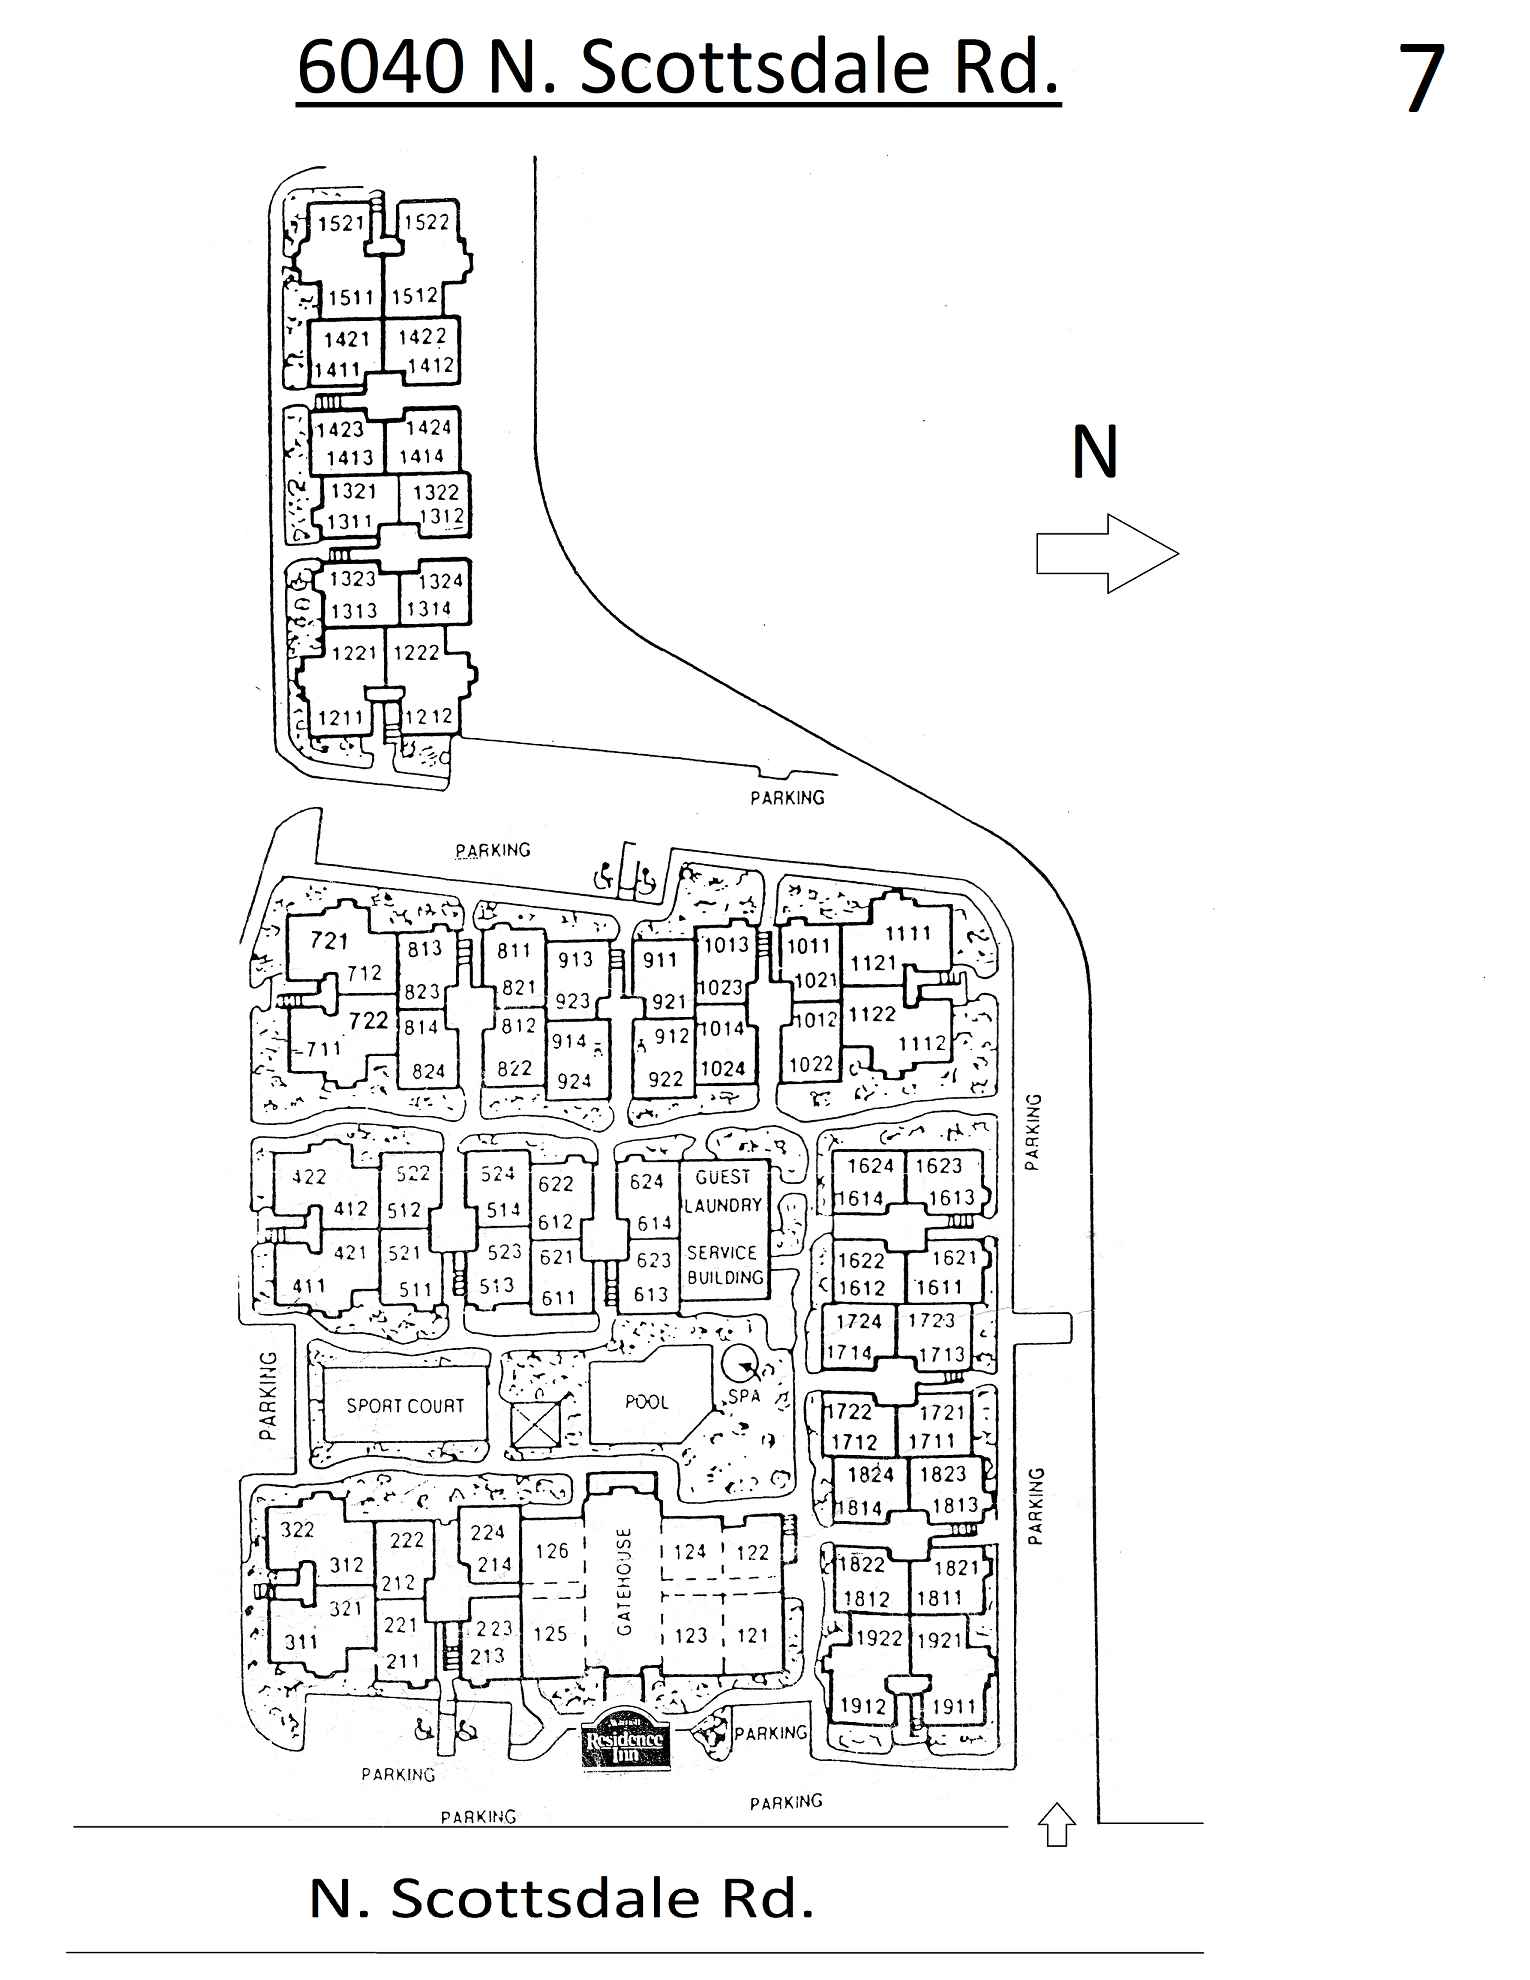 6040 N. Scottsdale Rd.
7
1521 1522
1511 1512
1421 1422
1411 1412
1423 1424
1413 1414
1321 1322
1311 1312
1323 1324
1313 1314
1221 1222
1211 1212
N
PARKING
PARKING
721 813 811 913 911 1013 1011 1111
712 823 821 923 921 1023 1021 1121
722 814 812 914 912 1014 1012 1122
711 824 822 924 922 1024 1022 1112
PARKING
422 522 524 622 624 GUEST
412 512 514 612 614 LAUNDRY
421 521 523 621 623 SERVICE
411 511 513 611 613 BUILDING
1624 1623
1614 1613
1622 1621
1612 1611
1724 1723
1714 1713
1722 1721
1712 1711
1824 1823
1814 1813
1822 1821
1812 1811
1922 1921
1912 1911
PARKING
SPORT COURT
POOL
SPA
PARKING
322 222 224 126 124 122
312 212 214
GATEHOUSE
321 221 223 125 123 121
311 211 213
Residence
Inn
PARKING
PARKING
PARKING
PARKING
N. Scottsdale Rd.